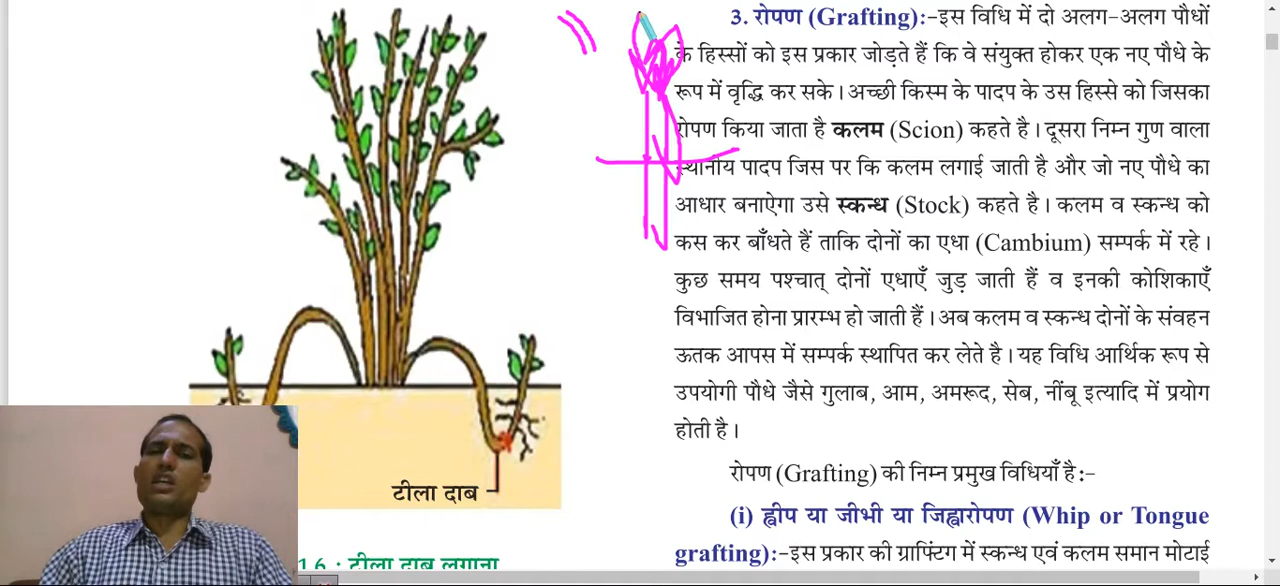 3. रोपण (Grafting):-इस विधि में दो अलग-अलग पौधों
के हिस्सों को इस प्रकार जोड़ते हैं कि वे संयुक्त होकर एक नए पौधे के
रूप में वृद्धि कर सके। अच्छी किस्म के पादप के उस हिस्से को जिसका
रोपण किया जाता है कलम (Scion) कहते है। दूसरा निम्न गुण वाला
स्थानीय पादप जिस पर कि कलम लगाई जाती है और जो नए पौधे का
आधार बनाऐगा उसे स्कन्ध (Stock) कहते है। कलम व स्कन्ध को
कस कर बाँधते हैं ताकि दोनों का एधा (Cambium) सम्पर्क में रहे।
कुछ समय पश्चात् दोनों एधाएँ जुड़ जाती हैं व इनकी कोशिकाएँ
विभाजित होना प्रारम्भ हो जाती हैं। अब कलम व स्कन्ध दोनों के संवहन
ऊतक आपस में सम्पर्क स्थापित कर लेते है। यह विधि आर्थिक रूप से
उपयोगी पौधे जैसे गुलाब, आम, अमरूद, सेब, नींबू इत्यादि में प्रयोग
होती है।
रोपण (Grafting) की निम्न प्रमुख विधियाँ है:-
(i) ह्वीप या जीभी या जिह्वारोपण (Whip or Tongue
grafting):-इस प्रकार की ग्राफ्टिंग में स्कन्ध एवं कलम समान मोटाई
टीला दाब
1.6 : टीला दाब लगाना